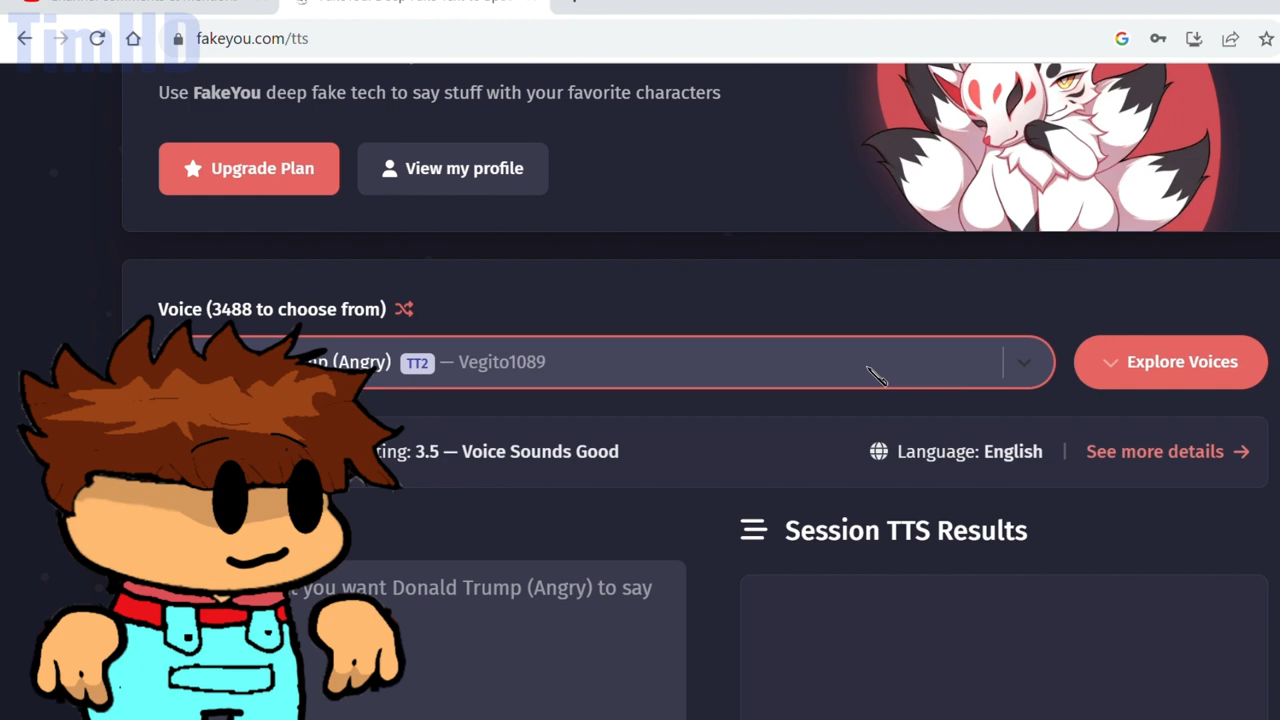 TimHD
fakeyou.com/tts
Use FakeYou deep fake tech to say stuff with your favorite characters
Upgrade Plan
View my profile
Voice (3488 to choose from)
(Angry) TT2 — Vegito1089
Explore Voices
3.5 — Voice Sounds Good
Language: English
See more details
Session TTS Results
you want Donald Trump (Angry) to say